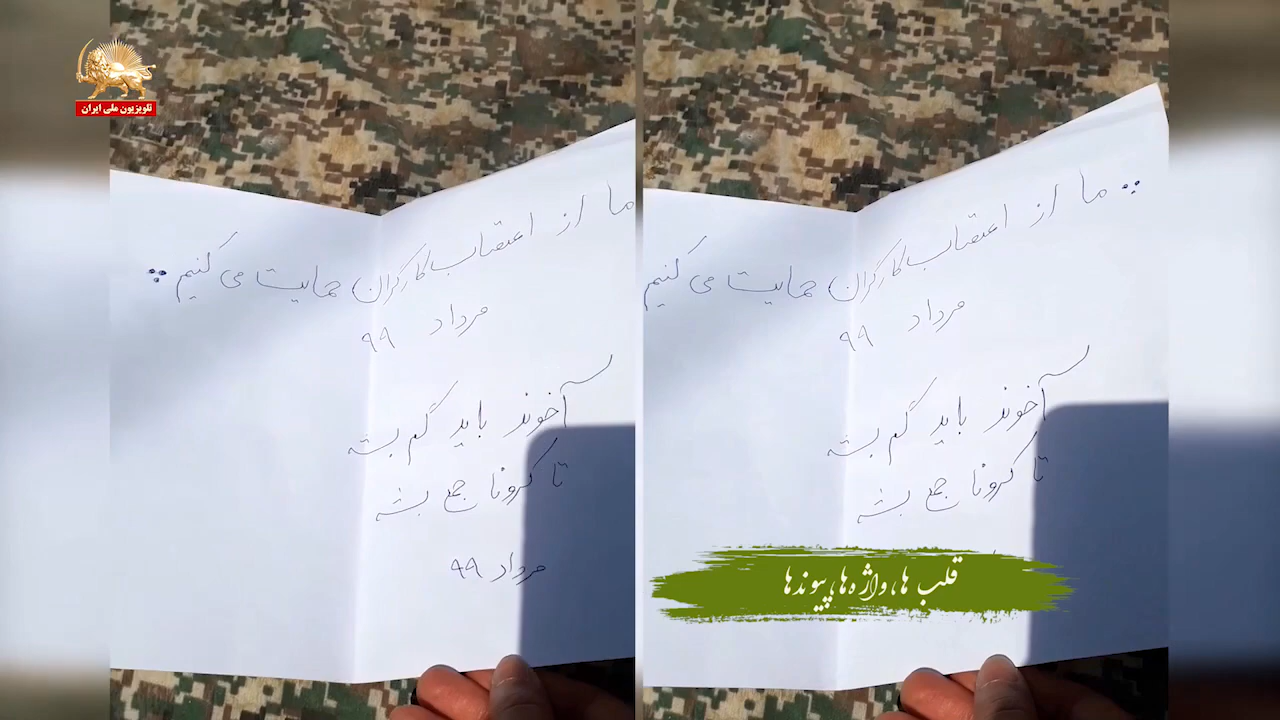 تلویزیون ملی ایران
ما از اعتصاب کارگران حمایت می کنیم
مرداد ۹۹
آخوند باید گم بشه
تا کرونا جمع بشه
مرداد ۹۹
ما از اعتصاب کارگران حمایت می کنیم
مرداد ۹۹
آخوند باید گم بشه
تا کرونا جمع بشه
قلب ها، واژه ها، پیوندها